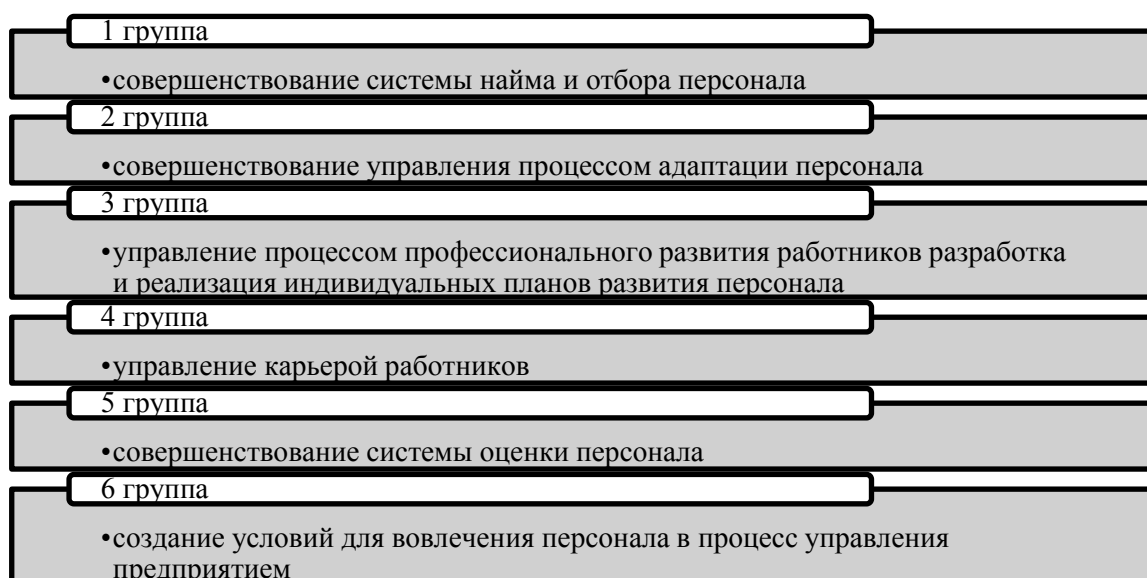 1 группа
•совершенствование системы найма и отбора персонала
2 группа
•совершенствование управления процессом адаптации персонала
3 группа
•управление процессом профессионального развития работников разработка
и реализация индивидуальных планов развития персонала
4 группа
•управление карьерой работников
5 группа
•совершенствование системы оценки персонала
6 группа
•создание условий для вовлечения персонала в процесс управления
предприятием